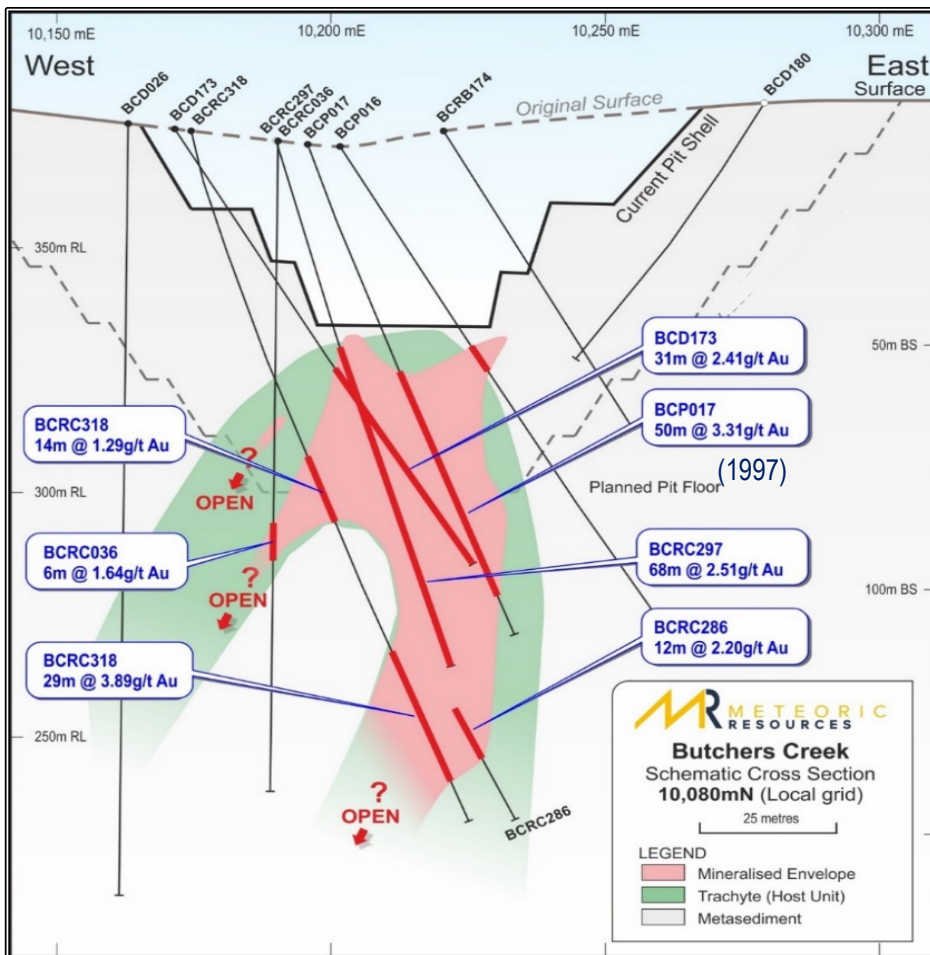 10,150 mE
10,200 mE
10,250 mE
10,300 mE
West
East
Surface
BCD026
BCD173
BCRC318
BCRC297
BCRC036
BCP017
BCP016
BCRB174
BCD180
Original Surface
Current Pit Shell
350m RL
300m RL
250m RL
50m BS
100m BS
BCD173
31m @ 2.41g/t Au
BCP017
50m @ 3.31g/t Au
(1997)
Planned Pit Floor
BCRC318
14m @ 1.29g/t Au
?
OPEN
BCRC036
6m @ 1.64g/t Au
?
OPEN
BCRC297
68m @ 2.51g/t Au
BCRC286
12m @ 2.20g/t Au
BCRC318
29m @ 3.89g/t Au
?
OPEN
BCRC286
METEORIC
RESOURCES
Butchers Creek
Schematic Cross Section
10,080mN (Local grid)
25 metres
LEGEND
Mineralised Envelope
Trachyte (Host Unit)
Metasediment